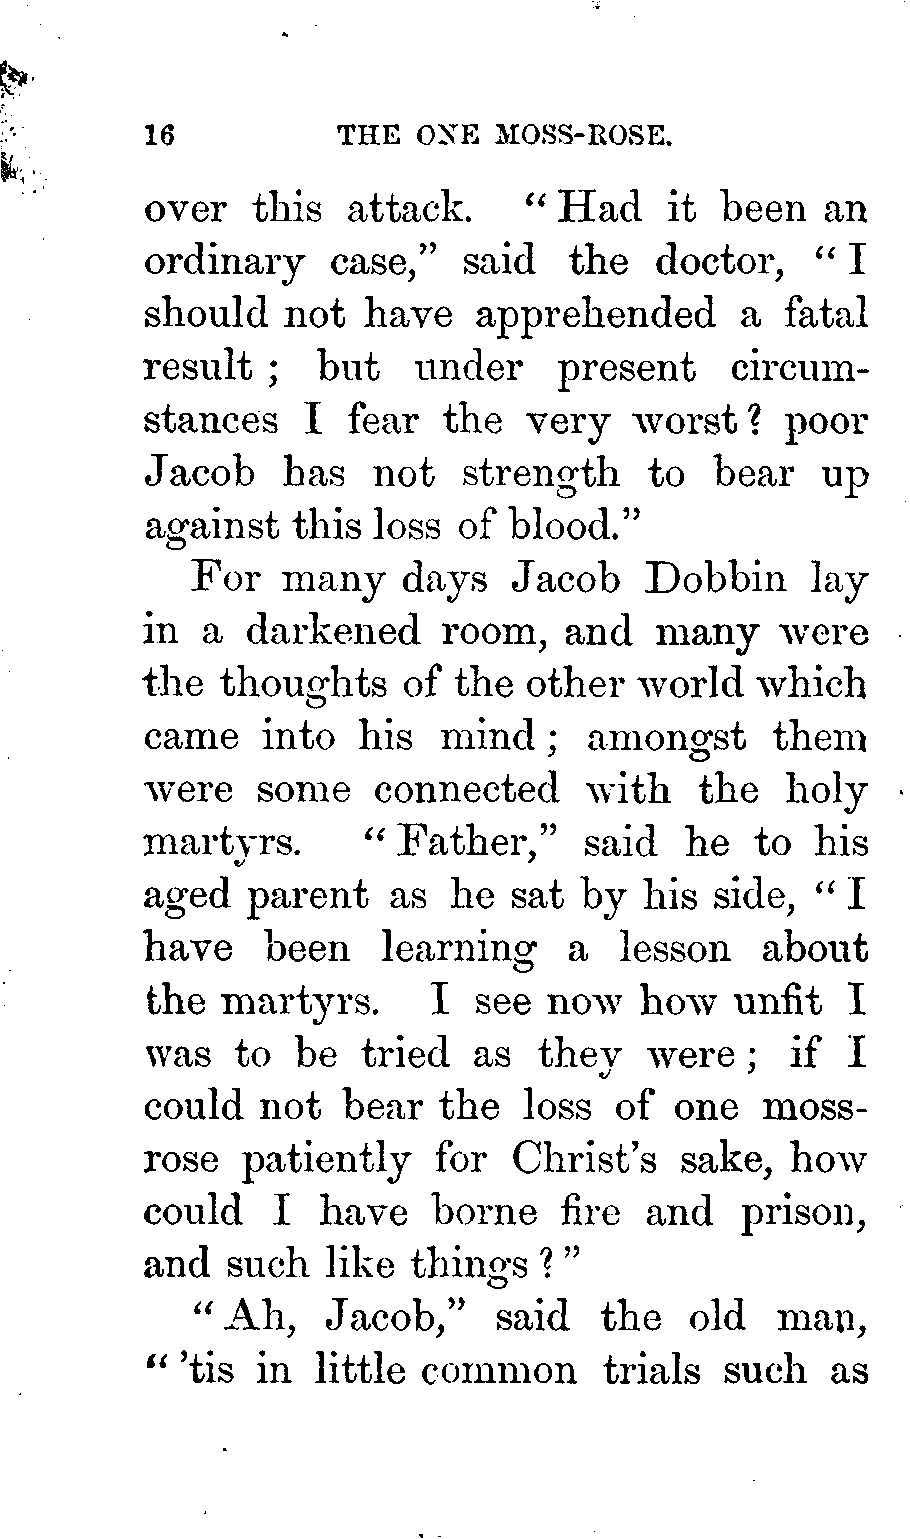 16 THE ONE MOSS-ROSE.
over this attack. “ Had it been an
ordinary case,” said the doctor, “ I
should not have apprehended a fatal
result ; but under present circum-
stances I fear the very worst ? poor
Jacob has not strength to bear up
against this loss of blood.”
For many days Jacob Dobbin lay
in a darkened room, and many were
the thoughts of the other world which
came into his mind ; amongst them
were some connected with the holy
martyrs. “ Father,” said he to his
aged parent as he sat by his side, “ I
have been learning a lesson about
the martyrs. I see now how unfit I
was to be tried as they were ; if I
could not bear the loss of one moss-
rose patiently for Christ’s sake, how
could I have borne fire and prison,
and such like things ? ”
“ Ah, Jacob,” said the old man,
“ ’tis in little common trials such as